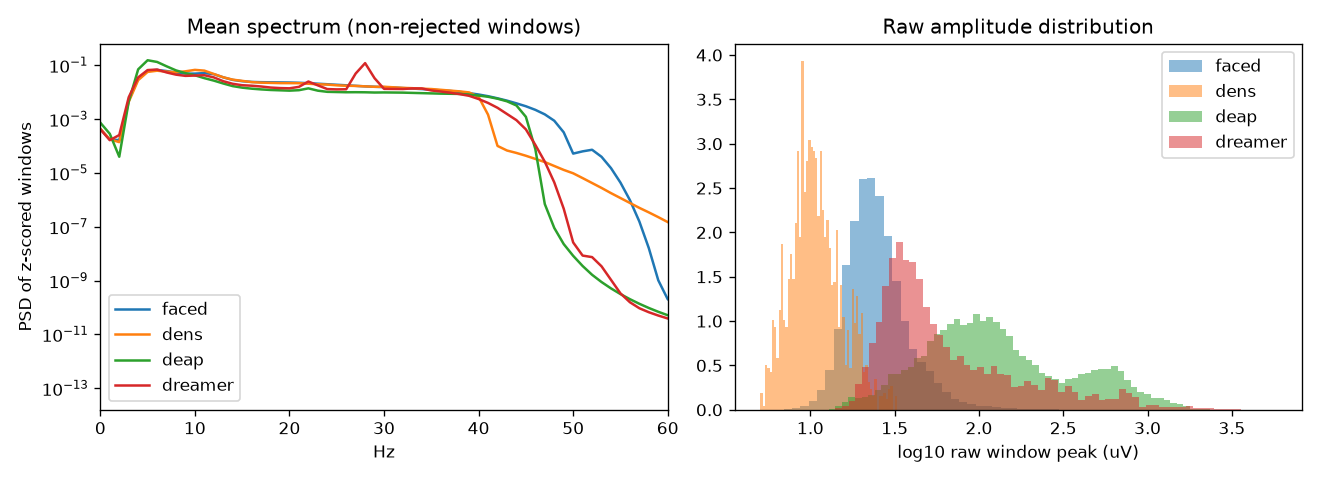 Mean spectrum (non-rejected windows)
PSD of z-scored windows
10⁻¹
10⁻³
10⁻⁵
10⁻⁷
10⁻⁹
10⁻¹¹
10⁻¹³
faced
dens
deap
dreamer
0 10 20 30 40 50 60
Hz
Raw amplitude distribution
4.0
3.5
3.0
2.5
2.0
1.5
1.0
0.5
0.0
faced
dens
deap
dreamer
1.0 1.5 2.0 2.5 3.0 3.5
log10 raw window peak (uV)